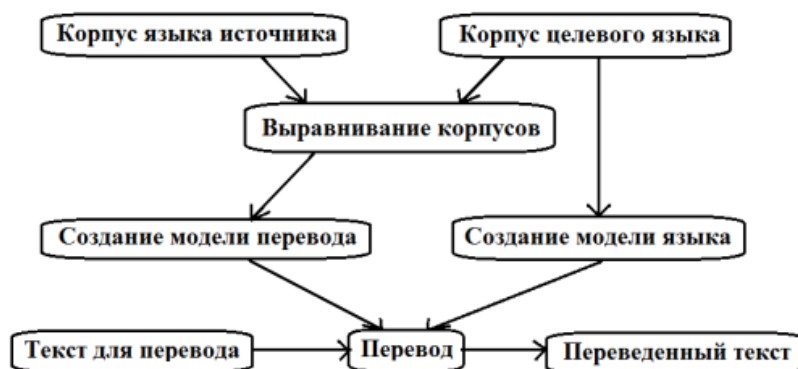 Корпус языка источника
Корпус целевого языка
Выравнивание корпусов
Создание модели перевода
Создание модели языка
Текст для перевода
Перевод
Переведенный текст